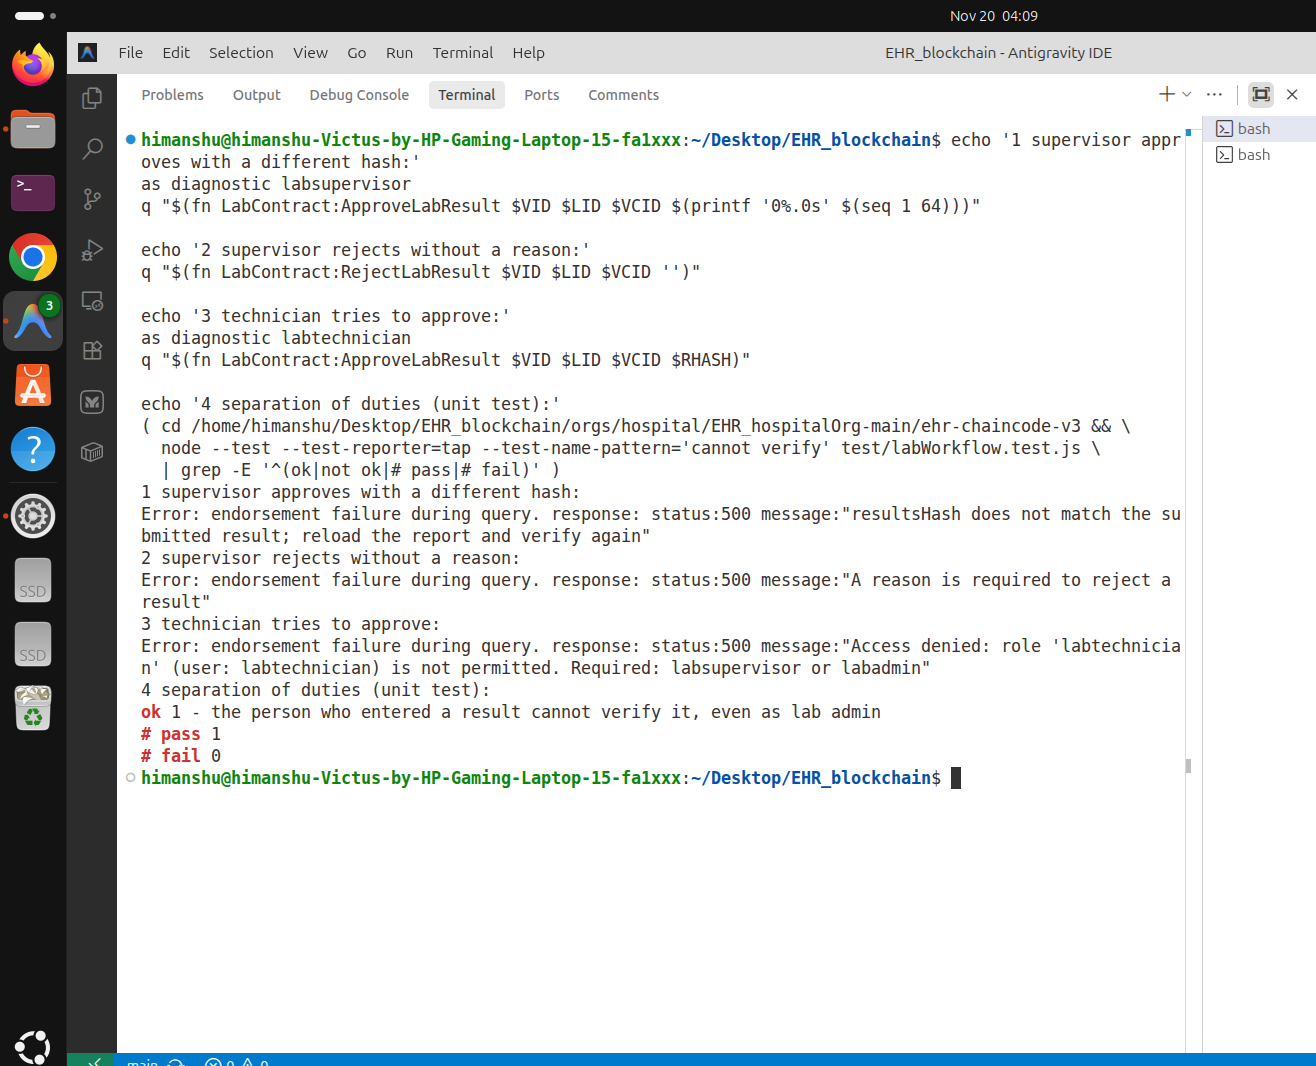 Nov 20 04:09
File Edit Selection View Go Run Terminal Help
EHR_blockchain - Antigravity IDE
Problems Output Debug Console Terminal Ports Comments
bash
bash
3
SSD
SSD
himanshu@himanshu-Victus-by-HP-Gaming-Laptop-15-fa1xxx:~/Desktop/EHR_blockchain$ echo '1 supervisor appr
oves with a different hash:'
as diagnostic labsupervisor
q "$(fn LabContract:ApproveLabResult $VID $LID $VCID $(printf '0%.0s' $(seq 1 64)))"
echo '2 supervisor rejects without a reason:'
q "$(fn LabContract:RejectLabResult $VID $LID $VCID '')"
echo '3 technician tries to approve:'
as diagnostic labtechnician
q "$(fn LabContract:ApproveLabResult $VID $LID $VCID $RHASH)"
echo '4 separation of duties (unit test):'
( cd /home/himanshu/Desktop/EHR_blockchain/orgs/hospital/EHR_hospitalOrg-main/ehr-chaincode-v3 && \
node --test --test-reporter=tap --test-name-pattern='cannot verify' test/labWorkflow.test.js \
| grep -E '^(ok|not ok|# pass|# fail)' )
1 supervisor approves with a different hash:
Error: endorsement failure during query. response: status:500 message:"resultsHash does not match the su
bmitted result; reload the report and verify again"
2 supervisor rejects without a reason:
Error: endorsement failure during query. response: status:500 message:"A reason is required to reject a
result"
3 technician tries to approve:
Error: endorsement failure during query. response: status:500 message:"Access denied: role 'labtechnicia
n' (user: labtechnician) is not permitted. Required: labsupervisor or labadmin"
4 separation of duties (unit test):
ok 1 - the person who entered a result cannot verify it, even as lab admin
# pass 1
# fail 0
himanshu@himanshu-Victus-by-HP-Gaming-Laptop-15-fa1xxx:~/Desktop/EHR_blockchain$
main 0 0